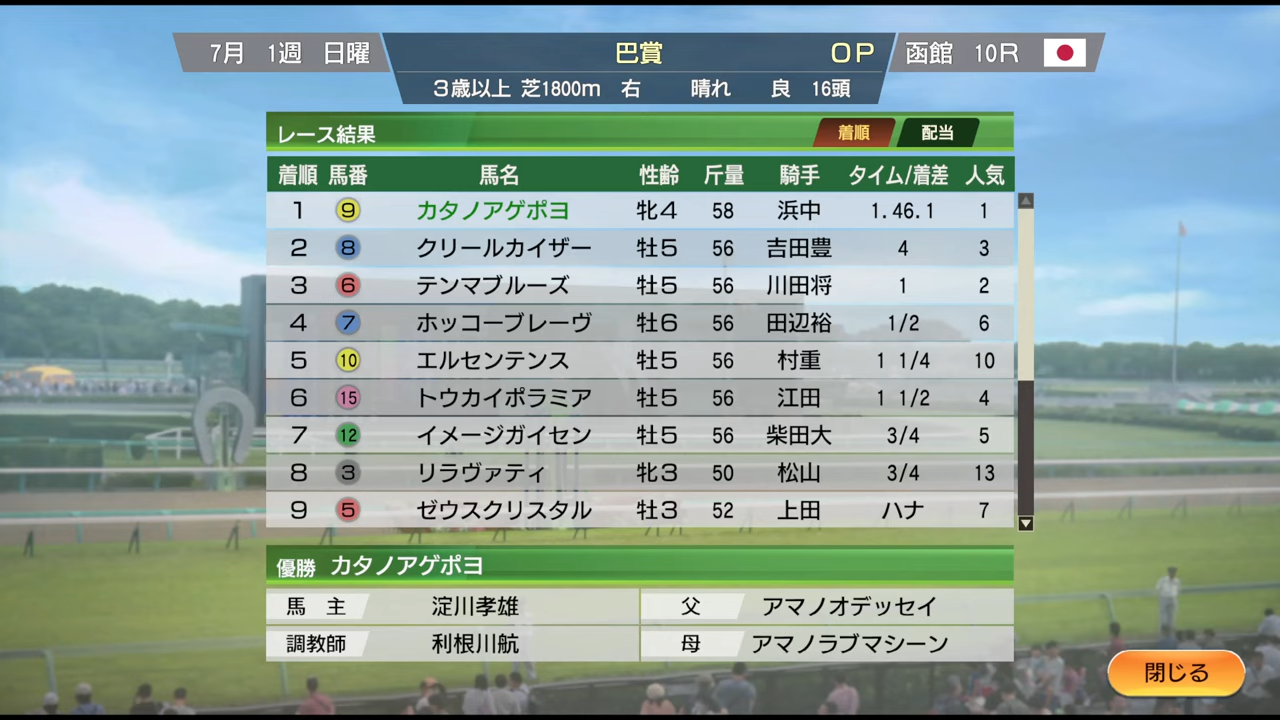 7月 1週 日曜 巴賞 OP 函館 10R
3歳以上 芝1800m 右 晴れ 良 16頭
レース結果 着順 配当
着順 馬番 馬名 性齢 斤量 騎手 タイム/着差 人気
1 9 カタノアゲポヨ 牝4 58 浜中 1.46.1 1
2 8 クリールカイザー 牡5 56 吉田豊 4 3
3 6 テンマブルーズ 牡5 56 川田将 1 2
4 7 ホッコーブレーヴ 牡6 56 田辺裕 1/2 6
5 10 エルセンテンス 牡5 56 村重 1 1/4 10
6 15 トウカイポラミア 牡5 56 江田 1 1/2 4
7 12 イメージガイセン 牡5 56 柴田大 3/4 5
8 3 リラヴァティ 牝3 50 松山 3/4 13
9 5 ゼウスクリスタル 牡3 52 上田 ハナ 7
優勝 カタノアゲポヨ
馬 主 淀川孝雄 父 アマノオデッセイ
調教師 利根川航 母 アマノラブマシーン
閉じる